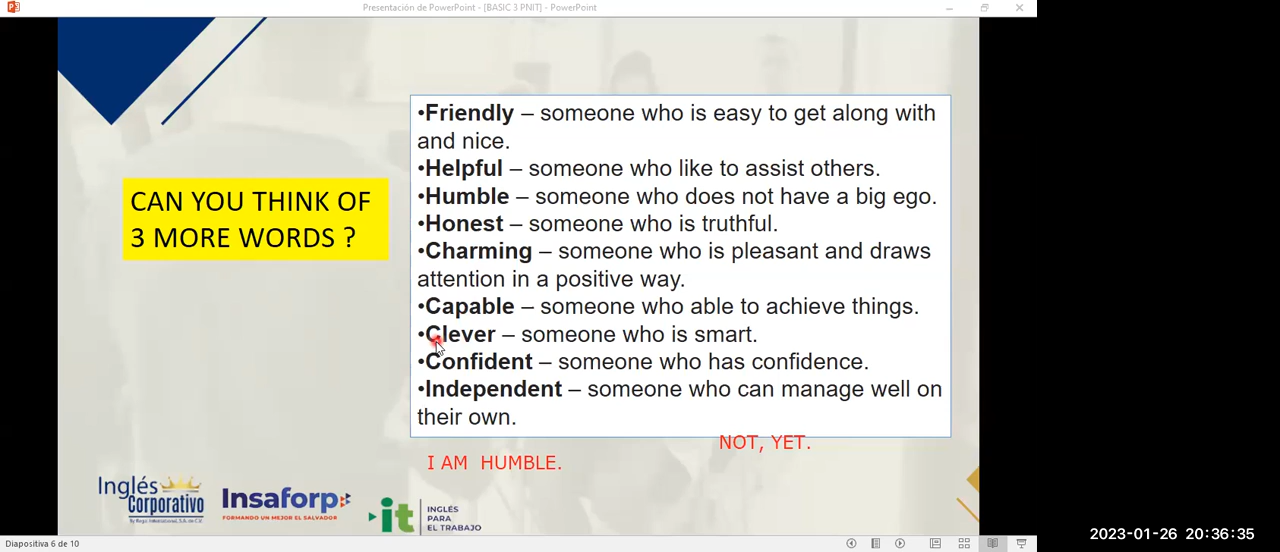 Presentación de PowerPoint - [BASIC 3 PNIT] - PowerPoint
•Friendly – someone who is easy to get along with
and nice.
•Helpful – someone who like to assist others.
•Humble – someone who does not have a big ego.
•Honest – someone who is truthful.
•Charming – someone who is pleasant and draws
attention in a positive way.
•Capable – someone who able to achieve things.
•Clever – someone who is smart.
•Confident – someone who has confidence.
•Independent – someone who can manage well on
their own.
CAN YOU THINK OF
3 MORE WORDS ?
NOT, YET.
I AM HUMBLE.
Inglés
Corporativo
By Rego International, S.A. de C.V.
Insaforp
FORMANDO UN MEJOR EL SALVADOR
it
INGLÉS
PARA
EL TRABAJO
Diapositiva 6 de 10
2023-01-26 20:36:35